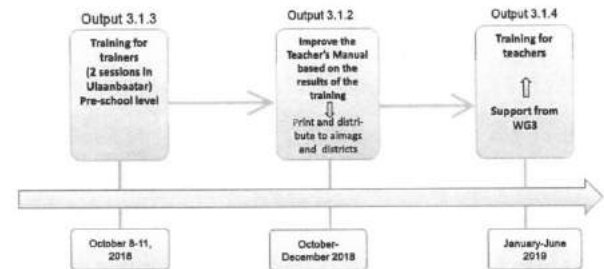 Output 3.1.3
Training for
trainers
(2 sessions in
Ulaanbaatar)
Pre-school level
Output 3.1.2
Improve the
Teacher's Manual
based on the
results of the
training
Print and distri-
bute to aimags
and districts
Output 3.1.4
Training for
teachers
Support from
WG3
October 8-11,
2018
October-
December 2018
January-June
2019